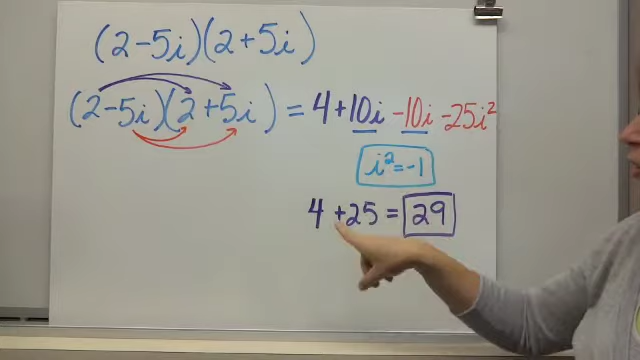 (2-5i)(2+5i)
(2-5i)(2+5i) = 4+10i -10i -25i²
i²=-1
4 +25 = 29